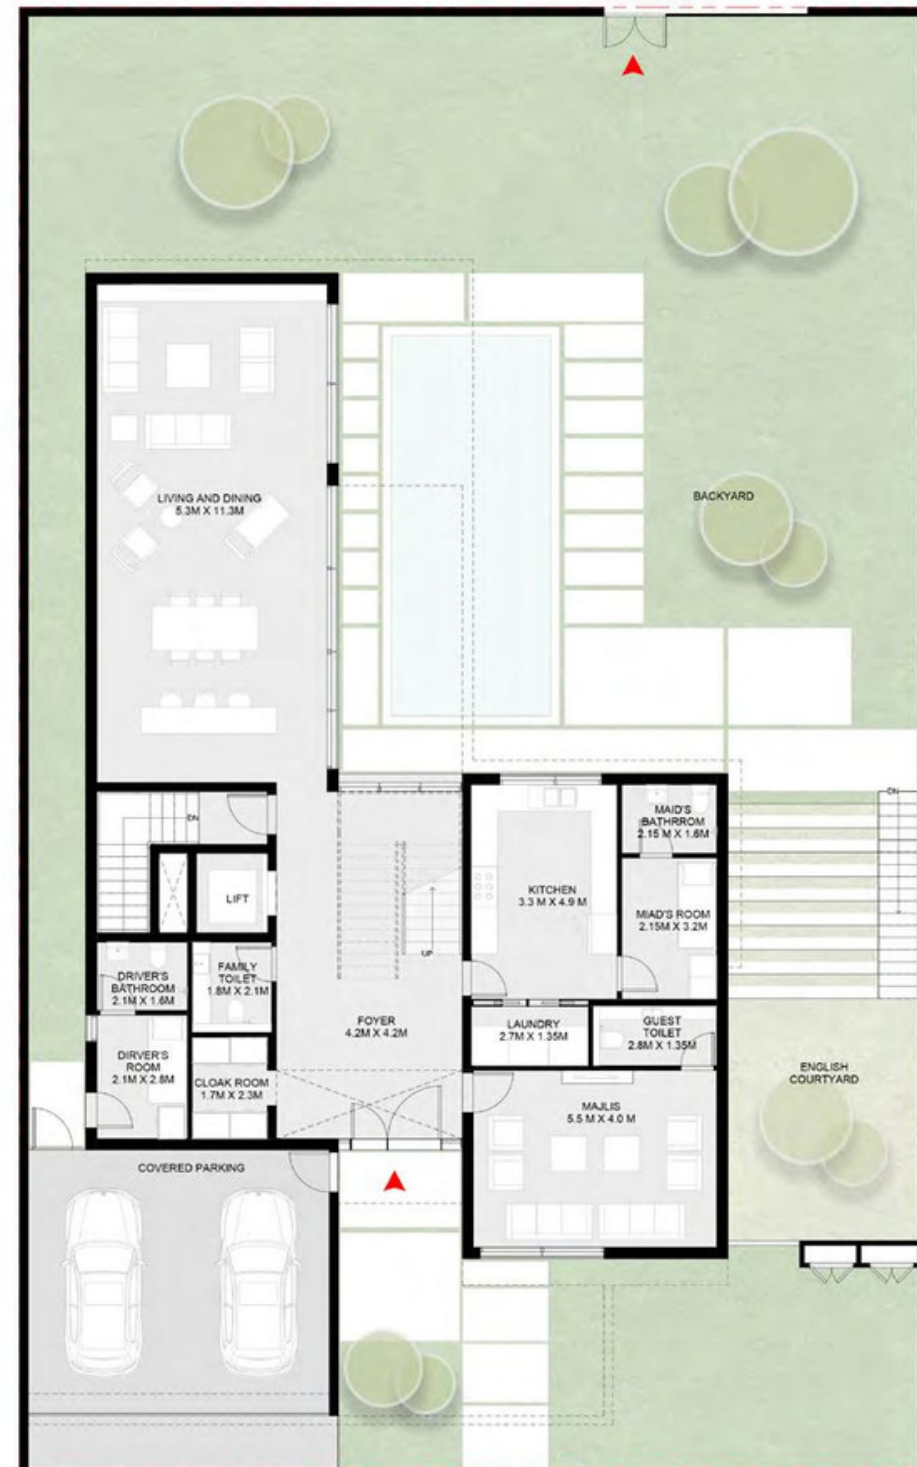 LIVING AND DINING
5.3M X 11.3M
BACKYARD
DN
DN
MAID'S
BATHRROM
2.15 M X 1.6M
LIFT
KITCHEN
3.3 M X 4.9 M
MIAD'S ROOM
2.15M X 3.2M
UP
DRIVER'S
BATHROOM
2.1M X 1.6M
FAMILY
TOILET
1.8M X 2.1M
FOYER
4.2M X 4.2M
LAUNDRY
2.7M X 1.35M
GUEST
TOILET
2.8M X 1.35M
DIRVER'S
ROOM
2.1M X 2.8M
CLOAK ROOM
1.7M X 2.3M
ENGLISH
COURTYARD
MAJLIS
5.5 M X 4.0 M
COVERED PARKING